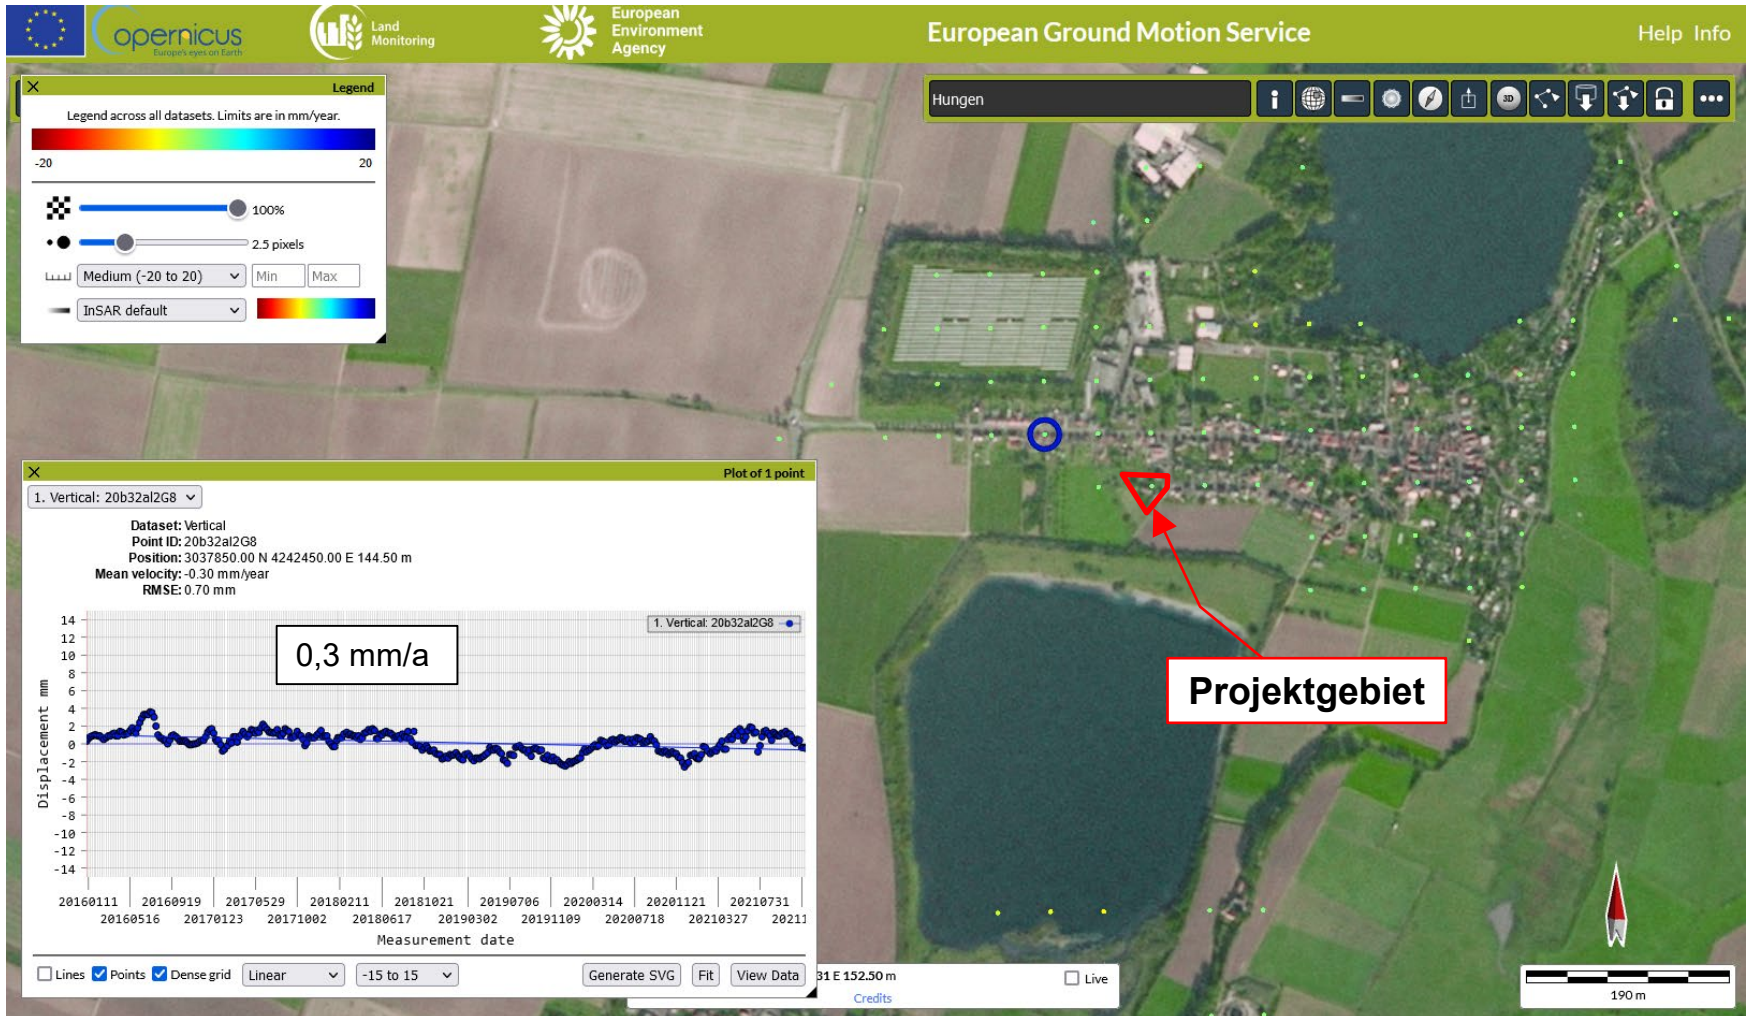 opernicus
Europe's eyes on Earth
Land
Monitoring
European
Environment
Agency
European Ground Motion Service
Help Info
Legend
Legend across all datasets. Limits are in mm/year.
-20 20
100%
2.5 pixels
Medium (-20 to 20) Min Max
InSAR default
Hungen
3D
Plot of 1 point
1. Vertical: 20b32al2G8
Dataset: Vertical
Point ID: 20b32al2G8
Position: 3037850.00 N 4242450.00 E 144.50 m
Mean velocity: -0.30 mm/year
RMSE: 0.70 mm
1. Vertical: 20b32al2G8
0,3 mm/a
Displacement mm
14
12
10
8
6
4
2
0
-2
-4
-6
-8
-10
-12
-14
20160111 20160919 20170529 20180211 20181021 20190706 20200314 20201121 20210731
20160516 20170123 20171002 20180617 20190302 20191109 20200718 20210327 20211
Measurement date
Lines Points Dense grid Linear -15 to 15 Generate SVG Fit View Data
Projektgebiet
31 E 152.50 m
Live
Credits
190 m